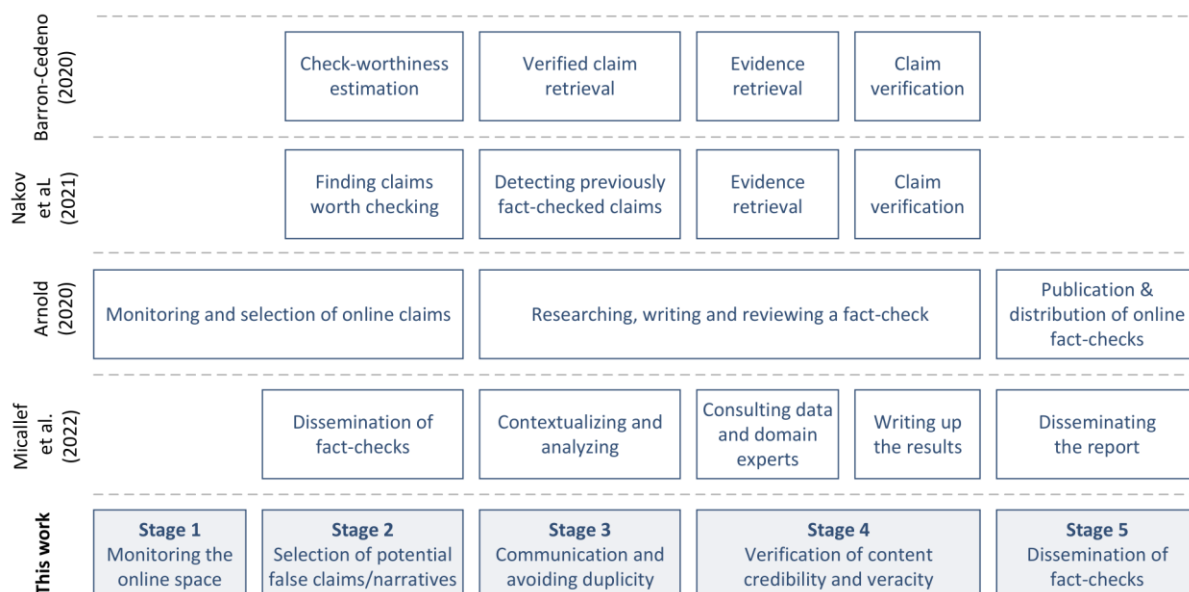 Barron-Cedeno
(2020)
Check-worthiness
estimation
Verified claim
retrieval
Evidence
retrieval
Claim
verification
Nakov
et al.
(2021)
Finding claims
worth checking
Detecting previously
fact-checked claims
Evidence
retrieval
Claim
verification
Arnold
(2020)
Monitoring and selection of online claims
Researching, writing and reviewing a fact-check
Publication &
distribution of online
fact-checks
Micallef
et al.
(2022)
Dissemination of
fact-checks
Contextualizing and
analyzing
Consulting data
and domain
experts
Writing up
the results
Disseminating
the report
This work
Stage 1
Monitoring the
online space
Stage 2
Selection of potential
false claims/narratives
Stage 3
Communication and
avoiding duplicity
Stage 4
Verification of content
credibility and veracity
Stage 5
Dissemination of
fact-checks